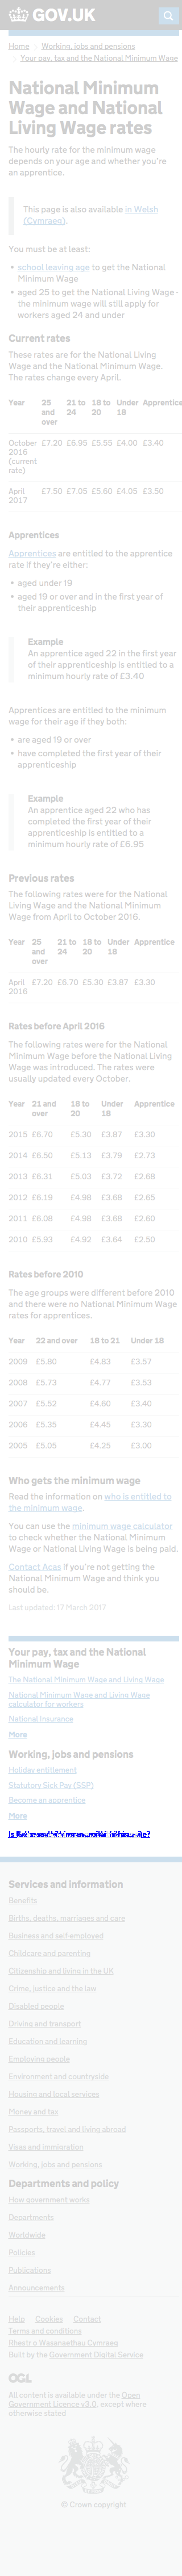 GOV.UK
Home
Working, jobs and pensions
Your pay, tax and the National Minimum Wage
National Minimum
Wage and National
Living Wage rates
The hourly rate for the minimum wage
depends on your age and whether you're
an apprentice.
This page is also available in Welsh
(Cymraeg).
You must be at least:
• school leaving age to get the National
Minimum Wage
• aged 25 to get the National Living Wage -
the minimum wage will still apply for
workers aged 24 and under
Current rates
These rates are for the National Living
Wage and the National Minimum Wage.
The rates change every April.
Year 25 and over 21 to 24 18 to 20 Under 18 Apprentice
October 2016 (current rate) £7.20 £6.95 £5.55 £4.00 £3.40
April 2017 £7.50 £7.05 £5.60 £4.05 £3.50
Apprentices
Apprentices are entitled to the apprentice
rate if they're either:
• aged under 19
• aged 19 or over and in the first year of
their apprenticeship
Example
An apprentice aged 22 in the first year
of their apprenticeship is entitled to a
minimum hourly rate of £3.40
Apprentices are entitled to the minimum
wage for their age if they both:
• are aged 19 or over
• have completed the first year of their
apprenticeship
Example
An apprentice aged 22 who has
completed the first year of their
apprenticeship is entitled to a
minimum hourly rate of £6.95
Previous rates
The following rates were for the National
Living Wage and the National Minimum
Wage from April to October 2016.
Year 25 and over 21 to 24 18 to 20 Under 18 Apprentice
April 2016 £7.20 £6.70 £5.30 £3.87 £3.30
Rates before April 2016
The following rates were for the National
Minimum Wage before the National Living
Wage was introduced. The rates were
usually updated every October.
Year 21 and over 18 to 20 Under 18 Apprentice
2015 £6.70 £5.30 £3.87 £3.30
2014 £6.50 £5.13 £3.79 £2.73
2013 £6.31 £5.03 £3.72 £2.68
2012 £6.19 £4.98 £3.68 £2.65
2011 £6.08 £4.98 £3.68 £2.60
2010 £5.93 £4.92 £3.64 £2.50
Rates before 2010
The age groups were different before 2010
and there were no National Minimum Wage
rates for apprentices.
Year 22 and over 18 to 21 Under 18
2009 £5.80 £4.83 £3.57
2008 £5.73 £4.77 £3.53
2007 £5.52 £4.60 £3.40
2006 £5.35 £4.45 £3.30
2005 £5.05 £4.25 £3.00
Who gets the minimum wage
Read the information on who is entitled to
the minimum wage.
You can use the minimum wage calculator
to check whether the National Minimum
Wage or National Living Wage is being paid.
Contact Acas if you're not getting the
National Minimum Wage and think you
should be.
Last updated: 17 March 2017
Your pay, tax and the National
Minimum Wage
The National Minimum Wage and Living Wage
National Minimum Wage and Living Wage
calculator for workers
National Insurance
More
Working, jobs and pensions
Holiday entitlement
Statutory Sick Pay (SSP)
Become an apprentice
More
Services and information
Benefits
Births, deaths, marriages and care
Business and self-employed
Childcare and parenting
Citizenship and living in the UK
Crime, justice and the law
Disabled people
Driving and transport
Education and learning
Employing people
Environment and countryside
Housing and local services
Money and tax
Passports, travel and living abroad
Visas and immigration
Working, jobs and pensions
Departments and policy
How government works
Departments
Worldwide
Policies
Publications
Announcements
Help
Cookies
Contact
Terms and conditions
Rhestr o Wasanaethau Cymraeg
Built by the Government Digital Service
OGL
All content is available under the Open
Government Licence v3.0, except where
otherwise stated
© Crown copyright